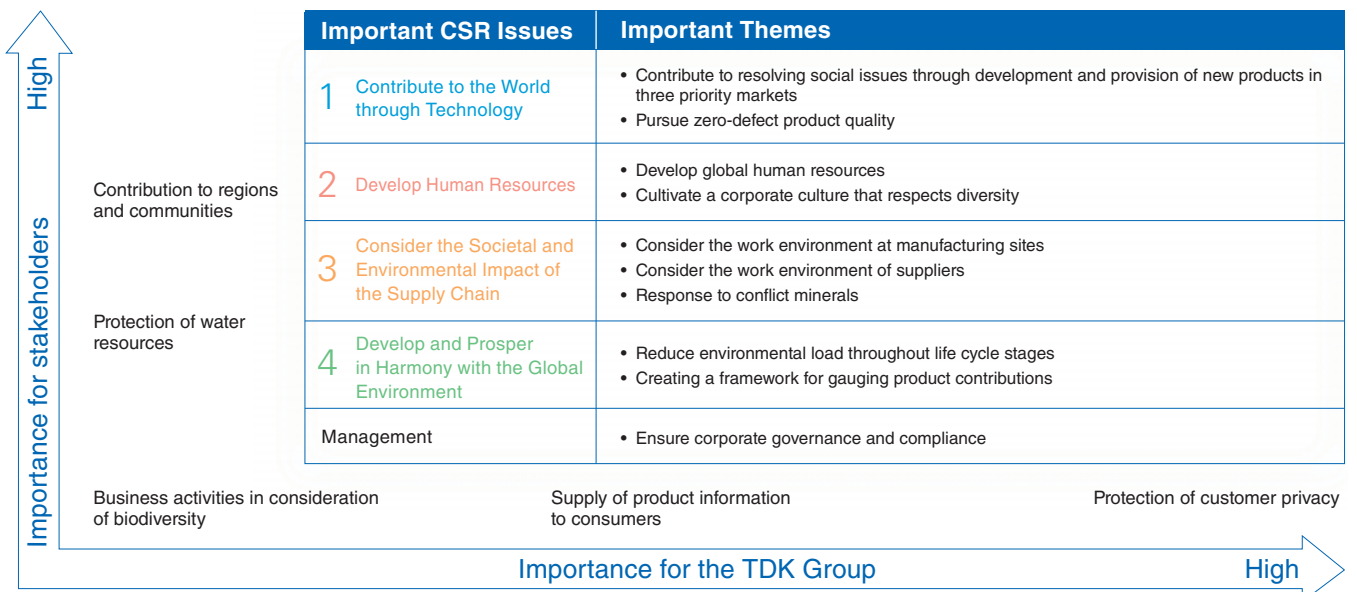 Important CSR Issues
Important Themes
1
Contribute to the World
through Technology
• Contribute to resolving social issues through development and provision of new products in
three priority markets
• Pursue zero-defect product quality
2
Develop Human Resources
• Develop global human resources
• Cultivate a corporate culture that respects diversity
3
Consider the Societal and
Environmental Impact of
the Supply Chain
• Consider the work environment at manufacturing sites
• Consider the work environment of suppliers
• Response to conflict minerals
4
Develop and Prosper
in Harmony with the Global
Environment
• Reduce environmental load throughout life cycle stages
• Creating a framework for gauging product contributions
Management
• Ensure corporate governance and compliance
High
Importance for stakeholders
Contribution to regions
and communities
Protection of water
resources
Business activities in consideration
of biodiversity
Supply of product information
to consumers
Protection of customer privacy
Importance for the TDK Group
High